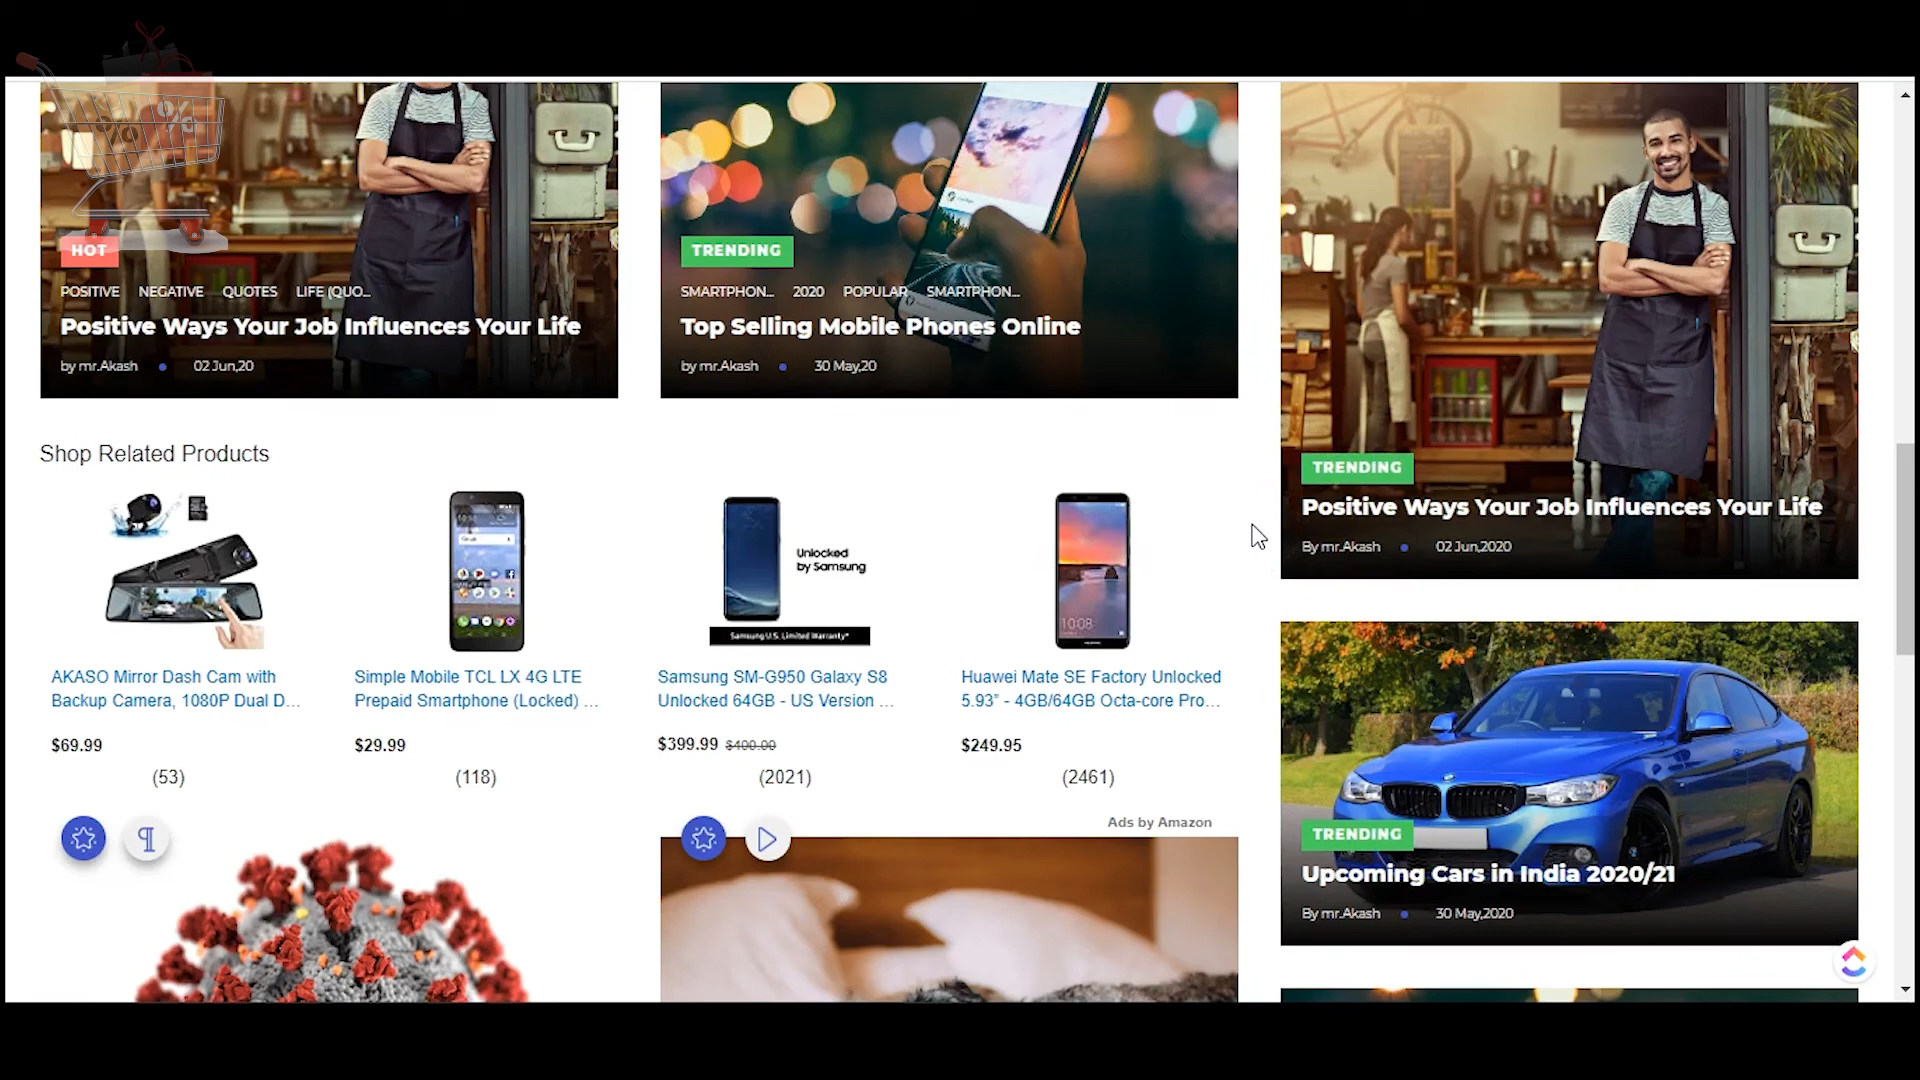 HOT
POSITIVE NEGATIVE QUOTES LIFE (QUO...
Positive Ways Your Job Influences Your Life
by mr.Akash 02 Jun,20
TRENDING
SMARTPHON... 2020 POPULAR SMARTPHON...
Top Selling Mobile Phones Online
by mr.Akash 30 May,20
TRENDING
Positive Ways Your Job Influences Your Life
By mr.Akash 02 Jun,2020
Shop Related Products
Unlocked
by Samsung
Samsung U.S. Limited Warranty*
10:08
AKASO Mirror Dash Cam with
Backup Camera, 1080P Dual D...
$69.99
(53)
Simple Mobile TCL LX 4G LTE
Prepaid Smartphone (Locked) ...
$29.99
(118)
Samsung SM-G950 Galaxy S8
Unlocked 64GB - US Version ...
$399.99 $400.00
(2021)
Huawei Mate SE Factory Unlocked
5.93” - 4GB/64GB Octa-core Pro...
$249.95
(2461)
Ads by Amazon
TRENDING
Upcoming Cars in India 2020/21
By mr.Akash 30 May,2020